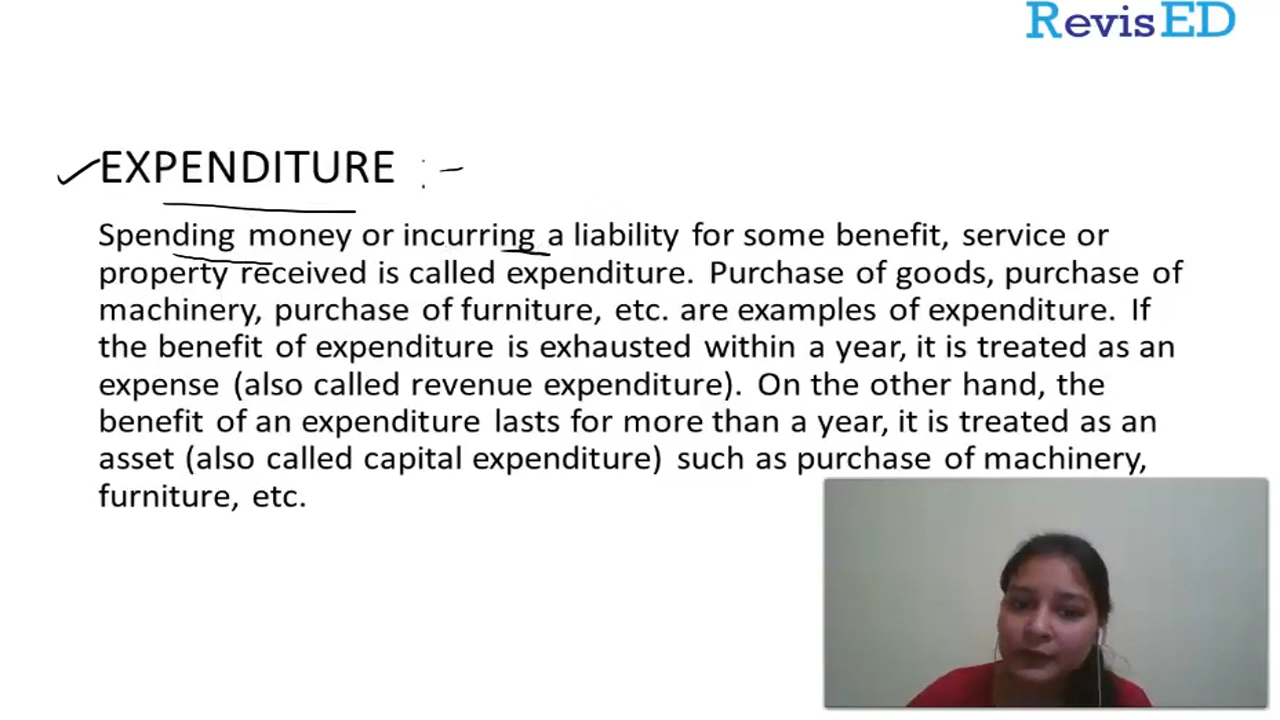 RevisED
EXPENDITURE :-
Spending money or incurring a liability for some benefit, service or
property received is called expenditure. Purchase of goods, purchase of
machinery, purchase of furniture, etc. are examples of expenditure. If
the benefit of expenditure is exhausted within a year, it is treated as an
expense (also called revenue expenditure). On the other hand, the
benefit of an expenditure lasts for more than a year, it is treated as an
asset (also called capital expenditure) such as purchase of machinery,
furniture, etc.